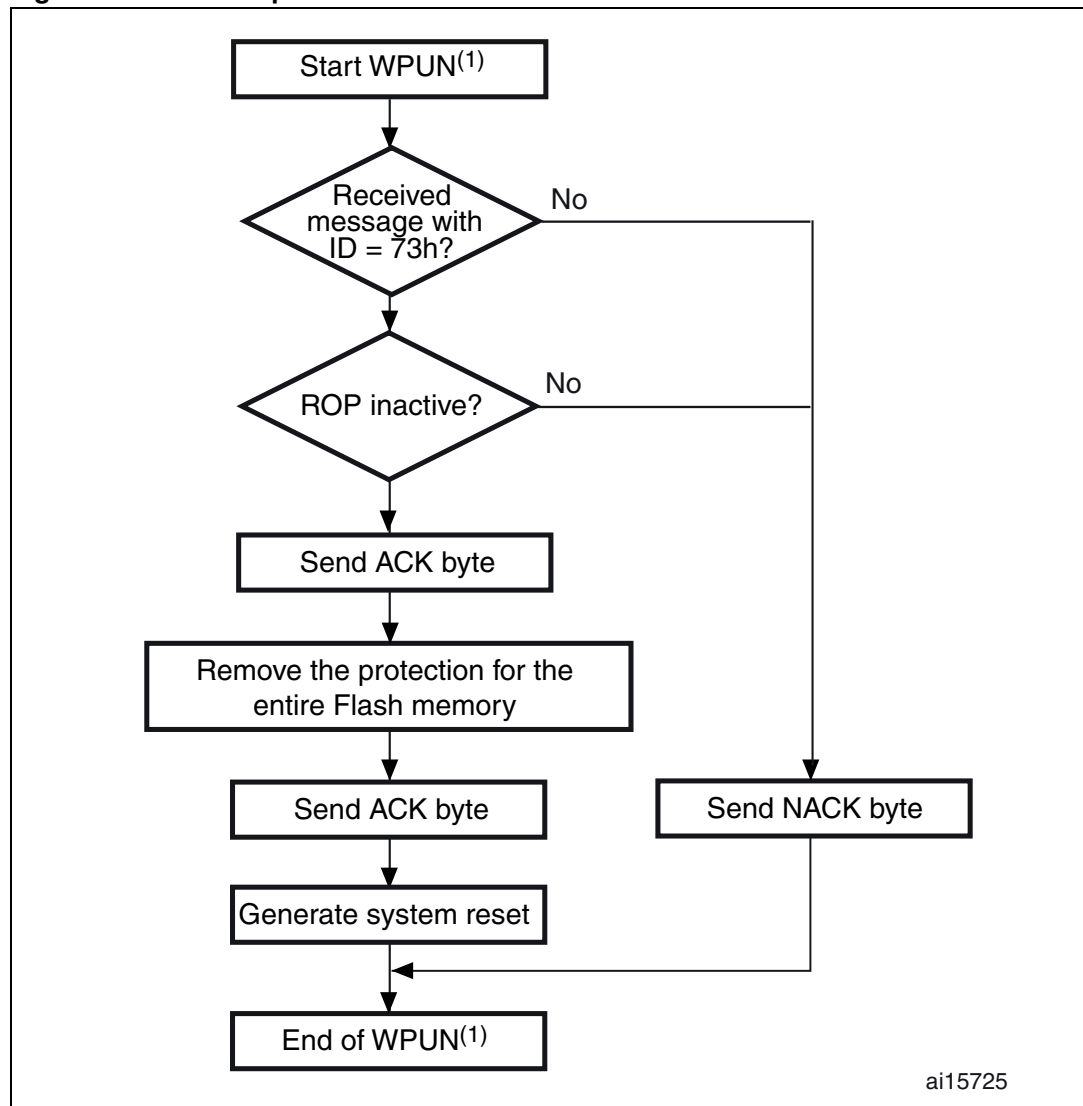 Start WPUN(1)
Received
message with
ID = 73h?
No
ROP inactive?
No
Send ACK byte
Remove the protection for the
entire Flash memory
Send ACK byte
Send NACK byte
Generate system reset
End of WPUN(1)
ai15725